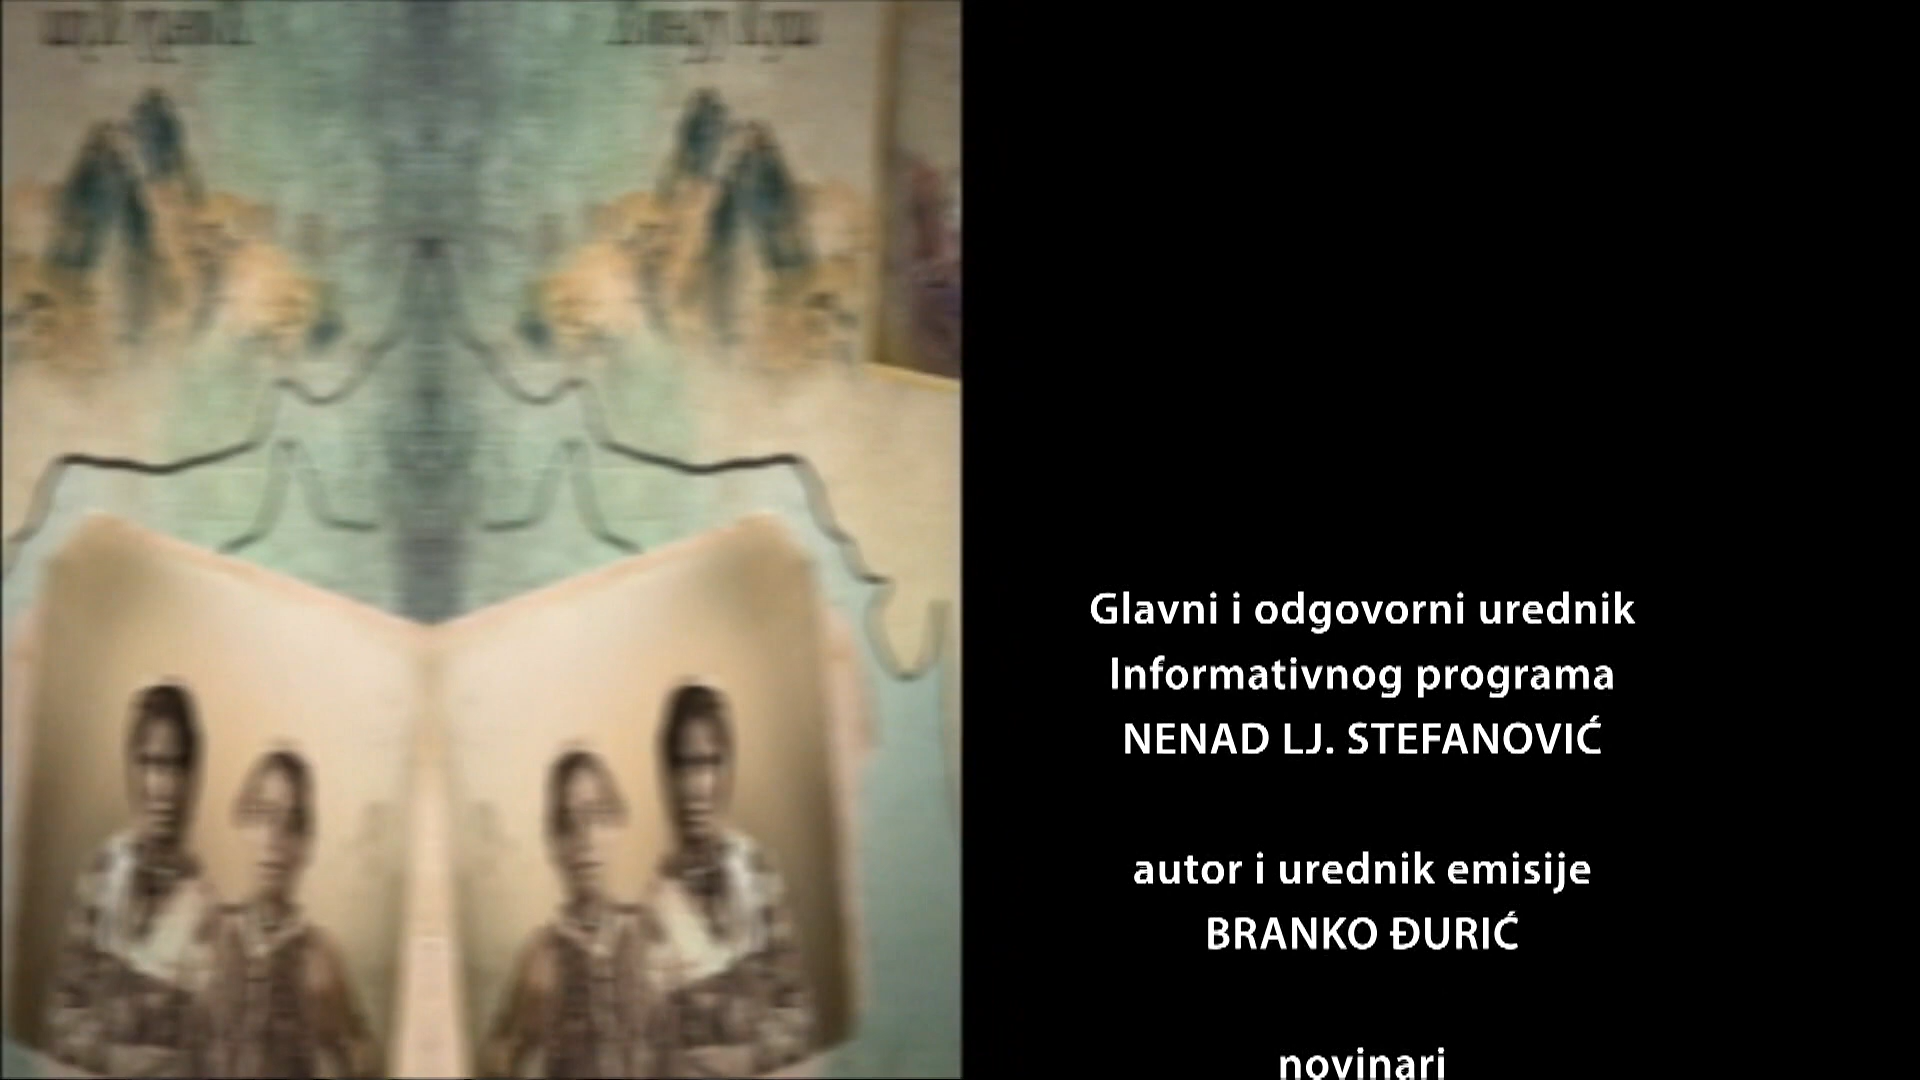 Glavni i odgovorni urednik
Informativnog programa
NENAD LJ. STEFANOVIĆ
autor i urednik emisije
BRANKO ĐURIĆ
novinari